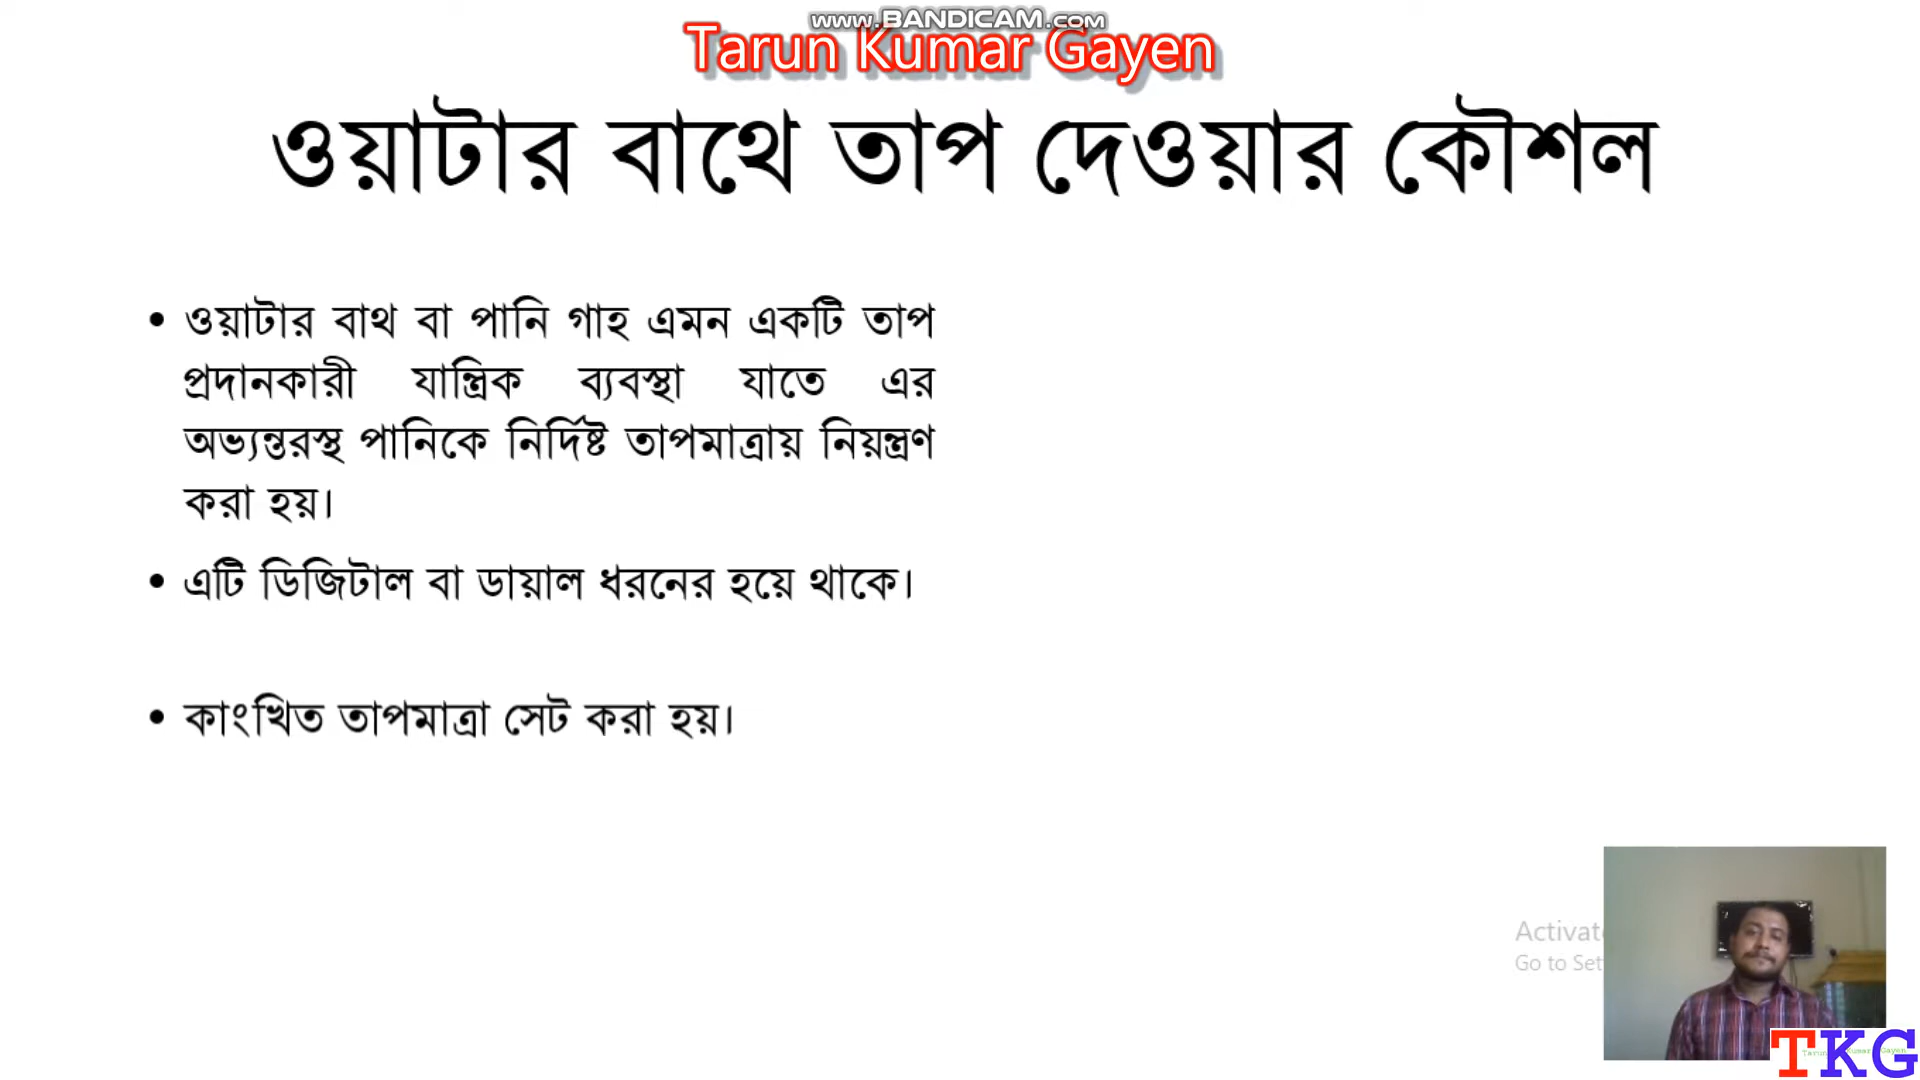 www.BANDICAM.com
Tarun Kumar Gayen
ওয়াটার বাথে তাপ দেওয়ার কৌশল
• ওয়াটার বাথ বা পানি গাহ এমন একটি তাপ
প্রদানকারী যান্ত্রিক ব্যবস্থা যাতে এর
অভ্যন্তরস্থ পানিকে নির্দিষ্ট তাপমাত্রায় নিয়ন্ত্রণ
করা হয়।
• এটি ডিজিটাল বা ডায়াল ধরনের হয়ে থাকে।
• কাংখিত তাপমাত্রা সেট করা হয়।
Activate
Go to Set
TKG